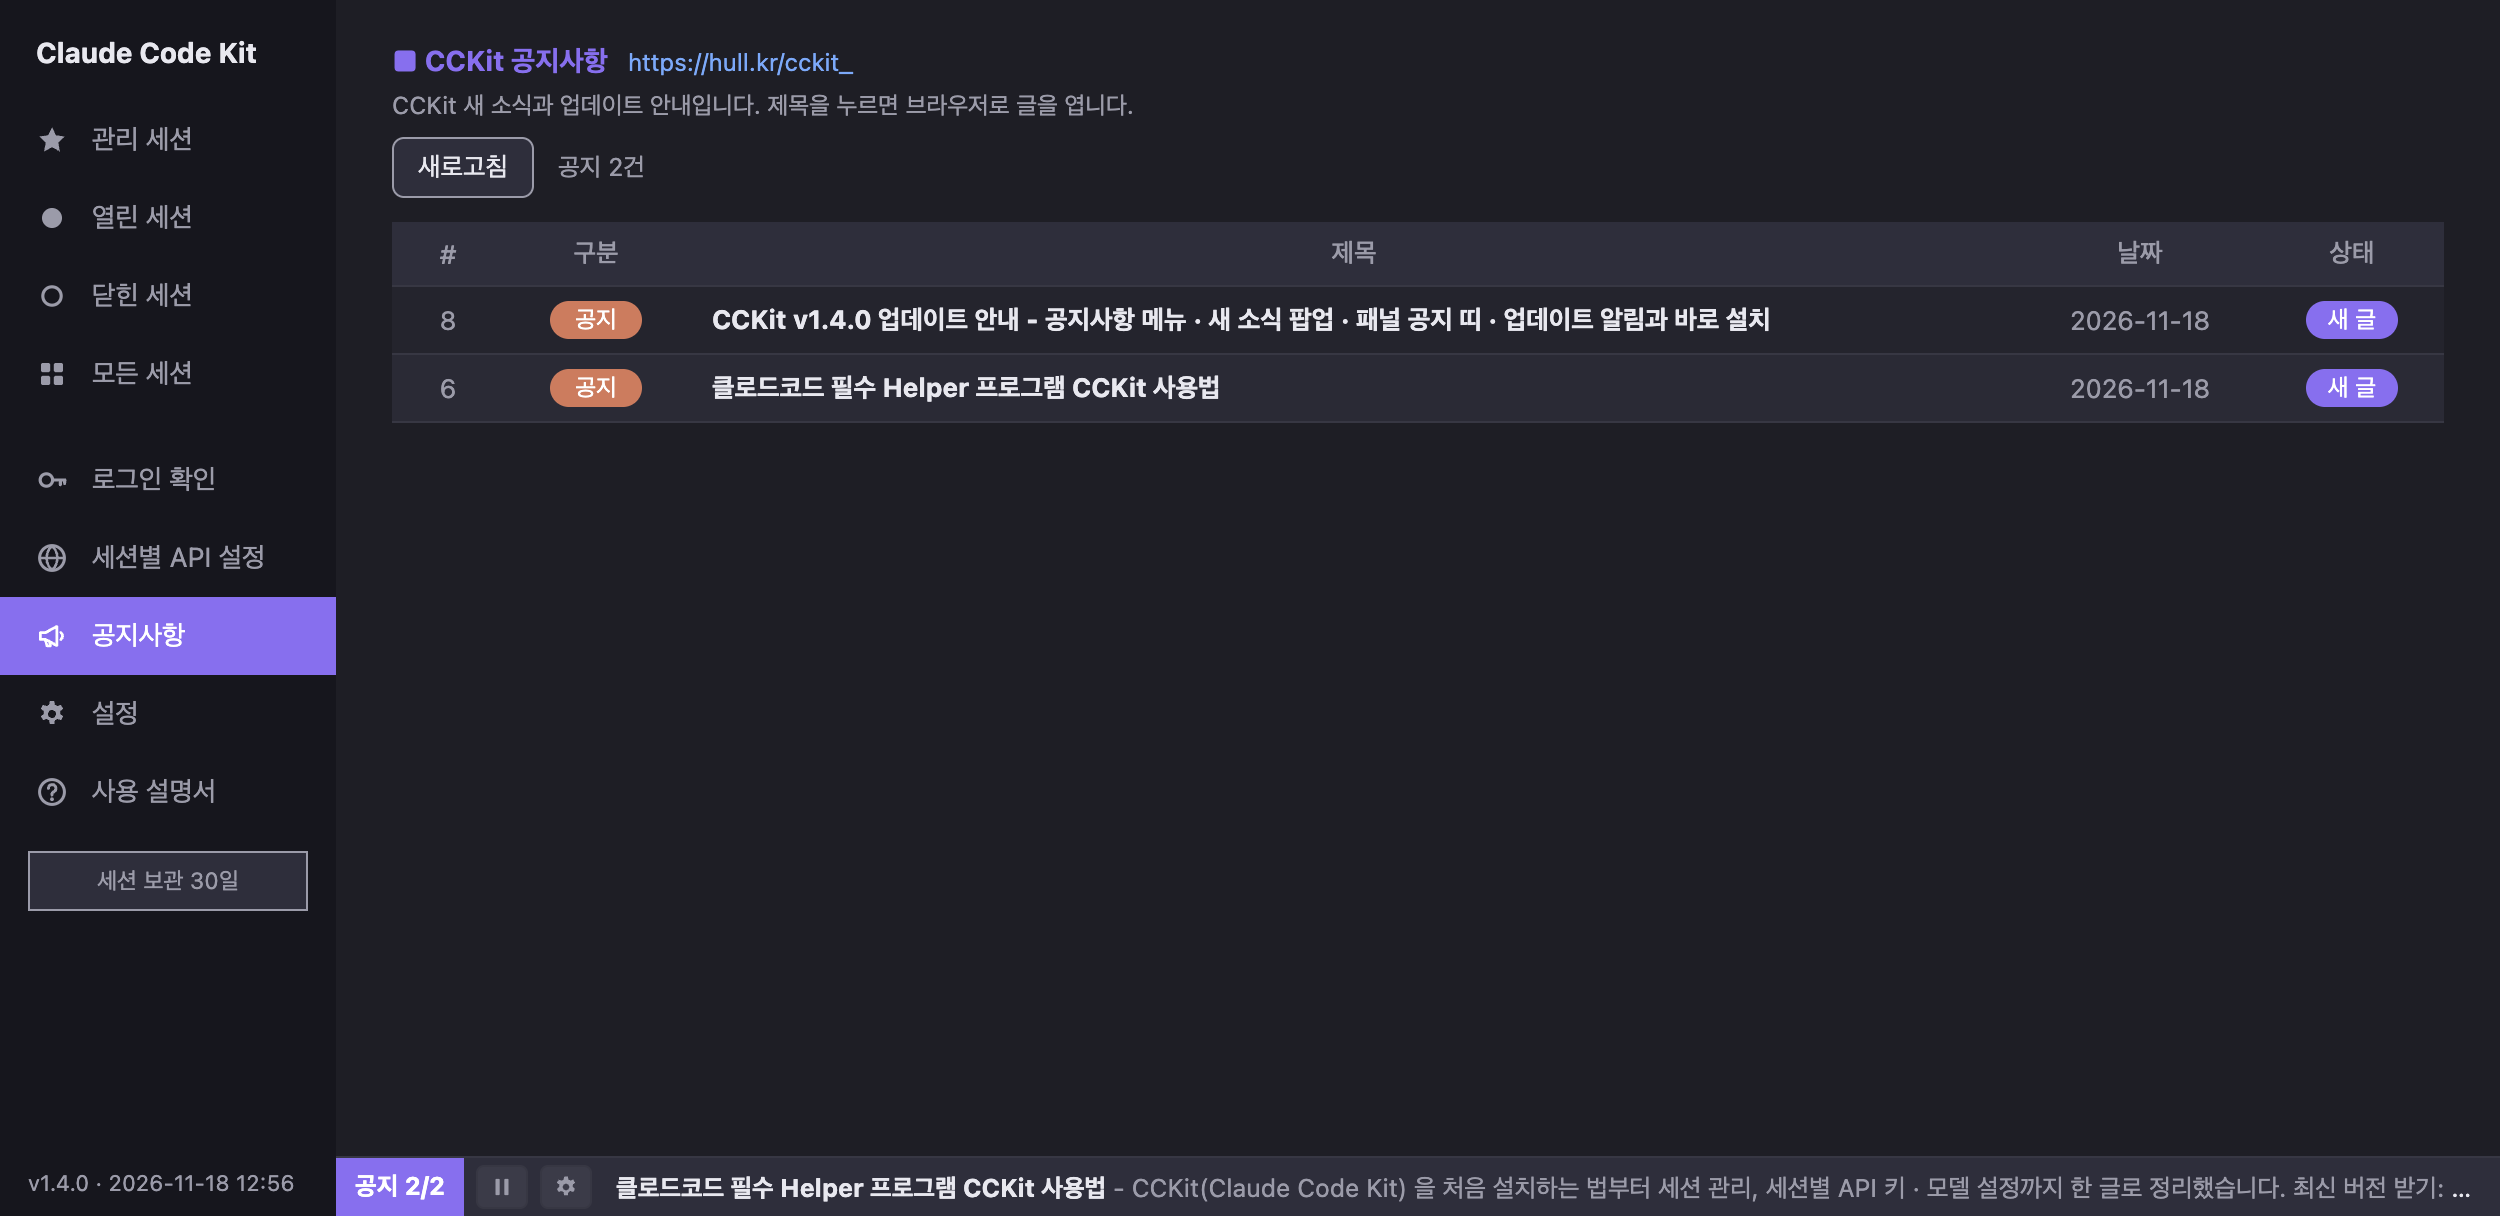 Claude Code Kit
관리 세션
열린 세션
닫힌 세션
모든 세션
로그인 확인
세션별 API 설정
공지사항
설정
사용 설명서
세션 보관 30일
v1.4.0 · 2026-11-18 12:56
CCKit 공지사항 https://hull.kr/cckit_
CCKit 새 소식과 업데이트 안내입니다. 제목을 누르면 브라우저로 글을 엽니다.
새로고침 공지 2건
# 구분 제목 날짜 상태
8 공지 CCKit v1.4.0 업데이트 안내 - 공지사항 메뉴 · 새 소식 팝업 · 패널 공지 띠 · 업데이트 알림과 바로 설치 2026-11-18 새 글
6 공지 클로드코드 필수 Helper 프로그램 CCKit 사용법 2026-11-18 새 글
공지 2/2 클로드코드 필수 Helper 프로그램 CCKit 사용법 - CCKit(Claude Code Kit) 을 처음 설치하는 법부터 세션 관리, 세션별 API 키 · 모델 설정까지 한 글로 정리했습니다. 최신 버전 받기: ...